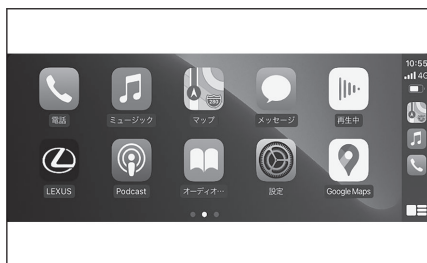 10:55
4G
電話
ミュージック
マップ
メッセージ
再生中
280
LEXUS
Podcast
オーディオ…
設定
Google Maps